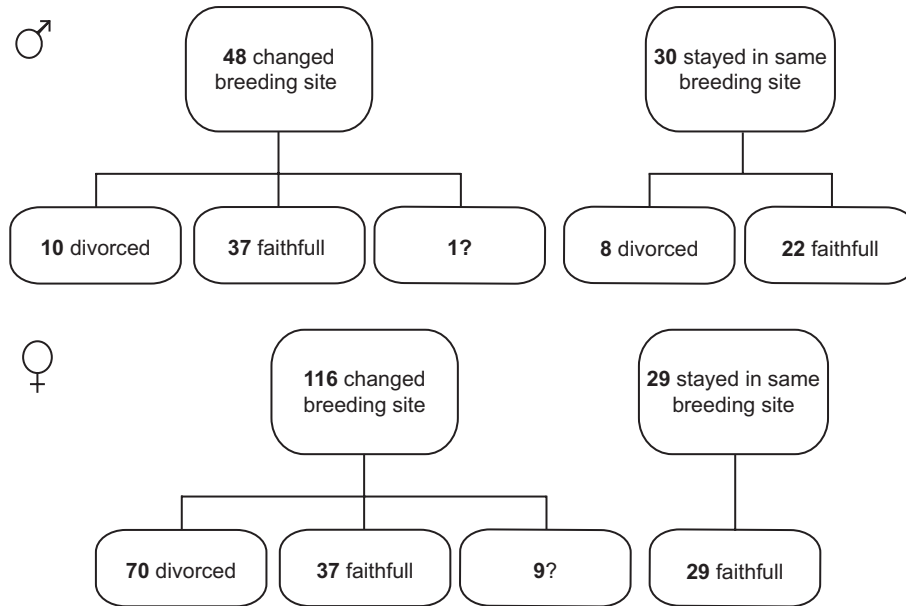 48 changed
breeding site
30 stayed in same
breeding site
10 divorced
37 faithfull
1?
8 divorced
22 faithfull
116 changed
breeding site
29 stayed in same
breeding site
70 divorced
37 faithfull
9?
29 faithfull